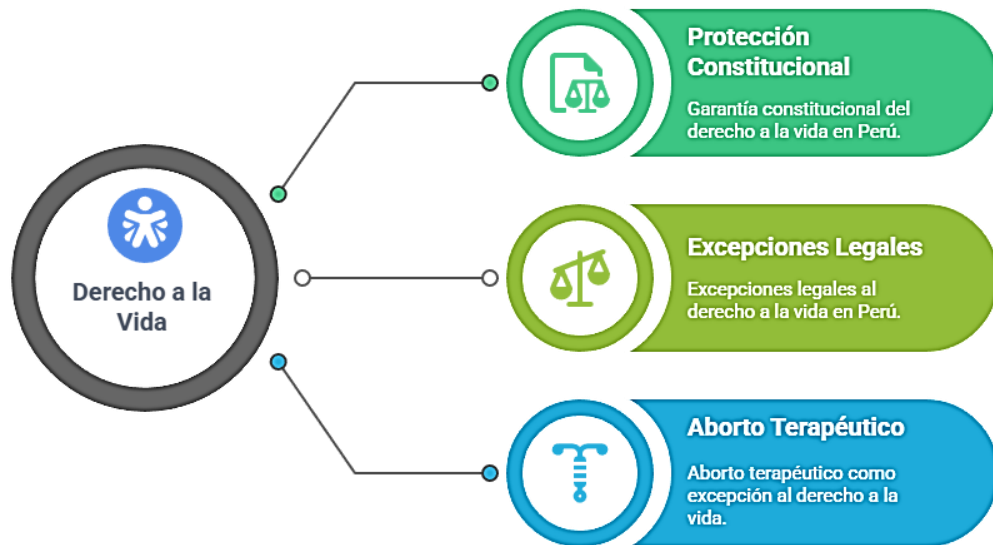 Derecho a la
Vida
Protección
Constitucional
Garantía constitucional del
derecho a la vida en Perú.
Excepciones Legales
Excepciones legales al
derecho a la vida en Perú.
Aborto Terapéutico
Aborto terapéutico como
excepción al derecho a la
vida.